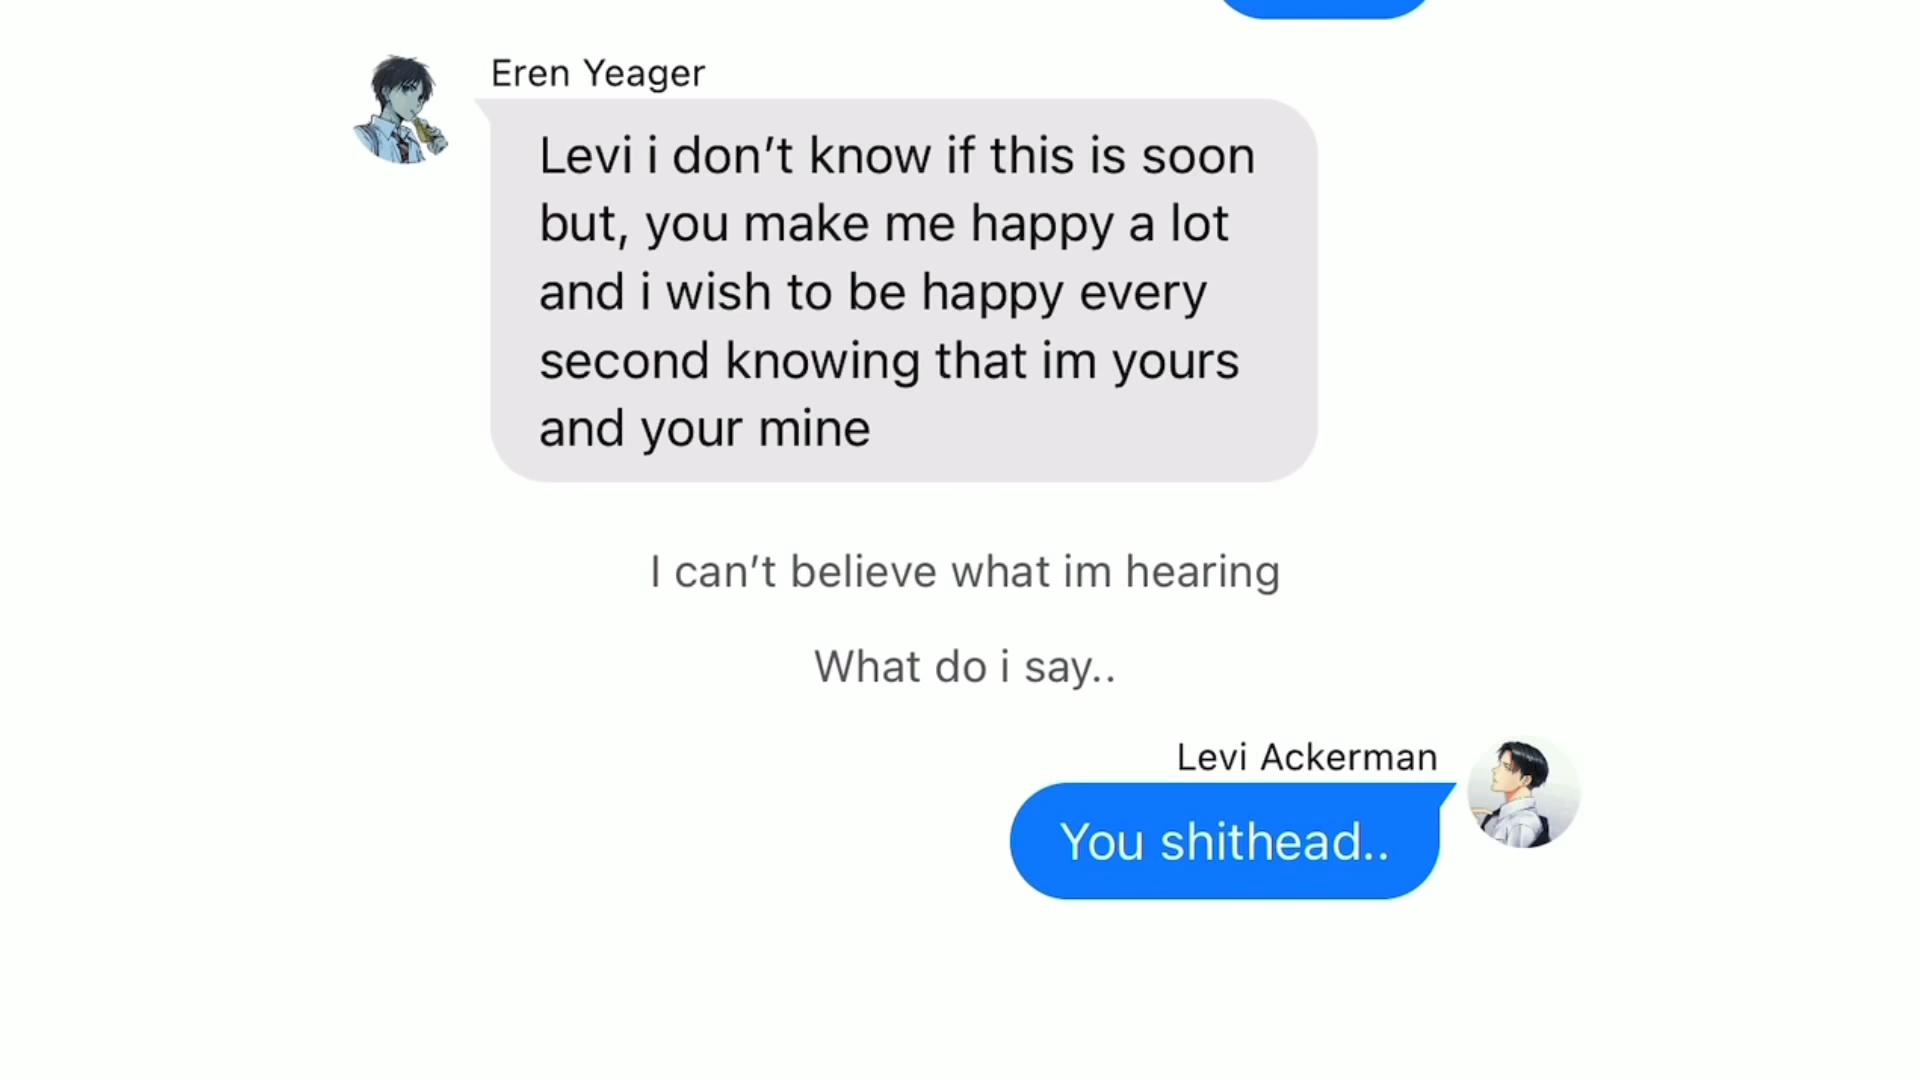 Eren Yeager
Levi i don’t know if this is soon
but, you make me happy a lot
and i wish to be happy every
second knowing that im yours
and your mine
I can’t believe what im hearing
What do i say..
Levi Ackerman
You shithead..